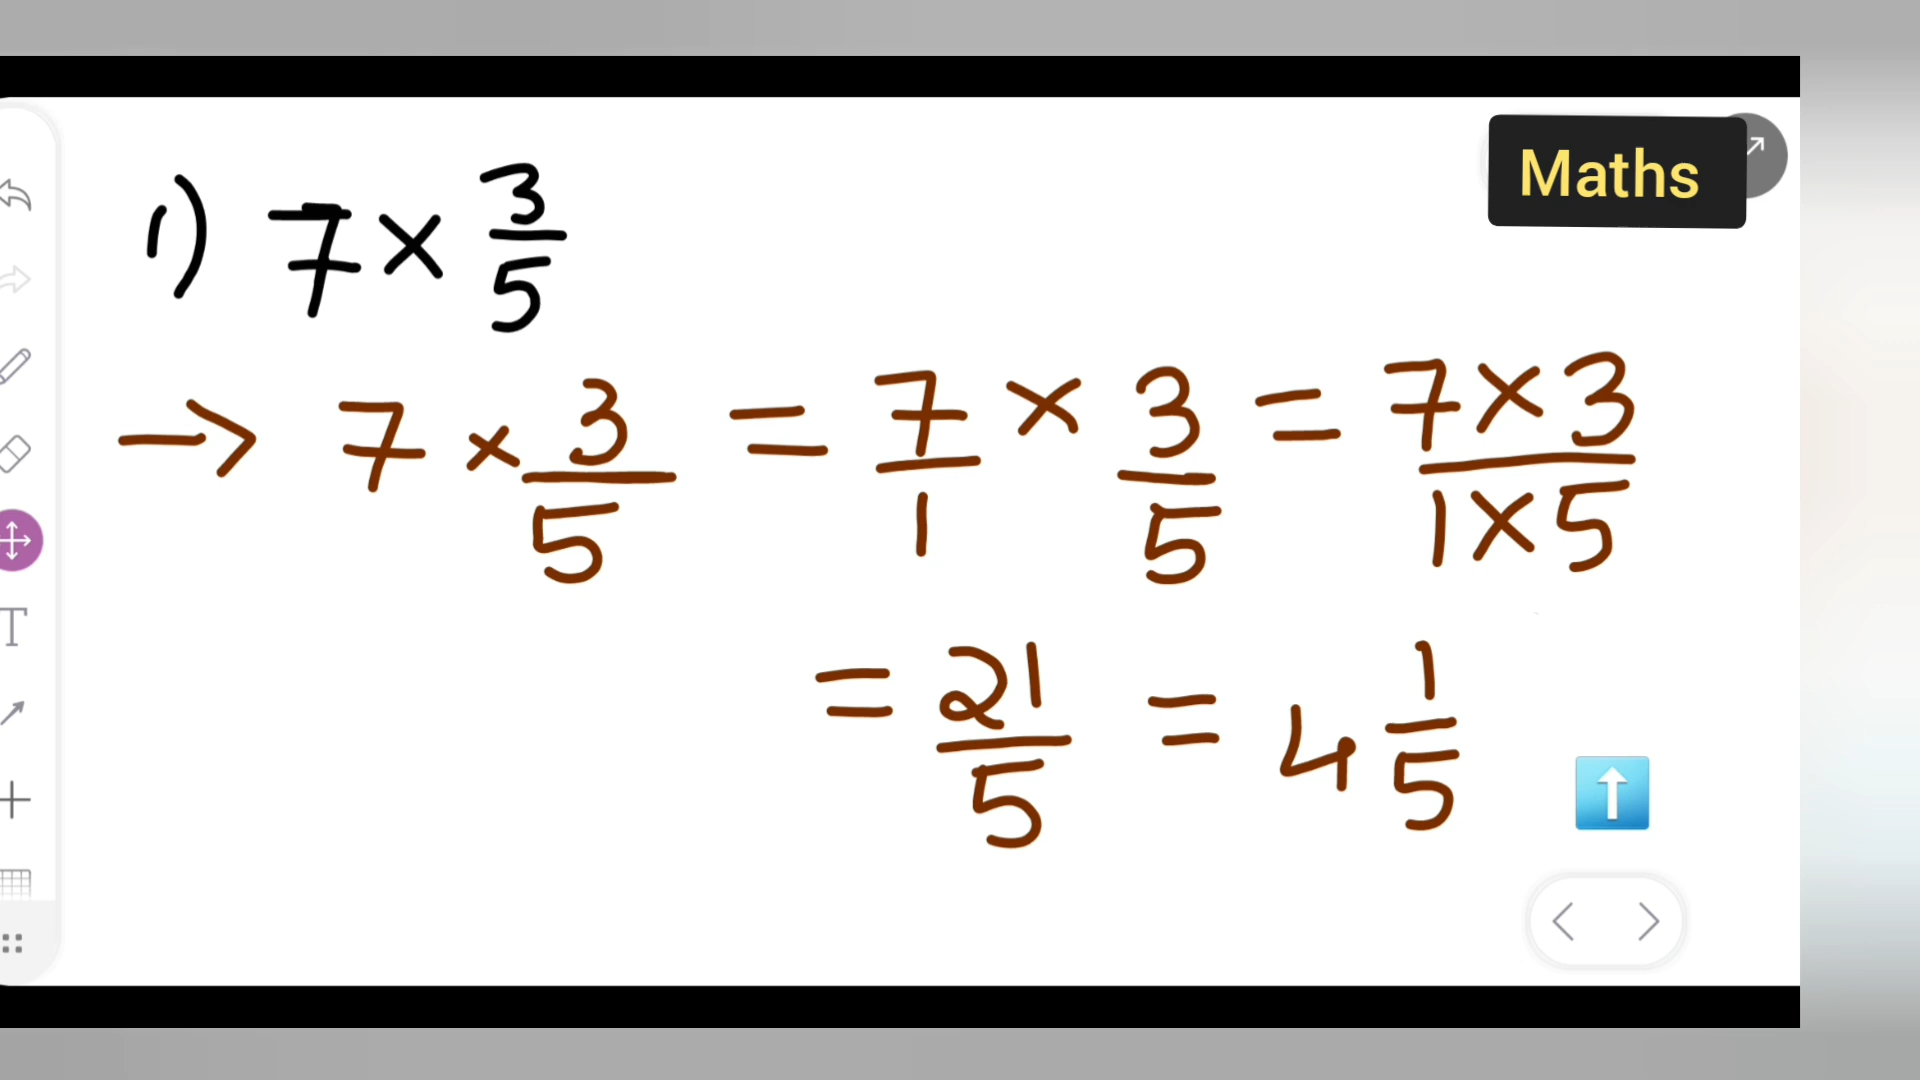 Maths
1) 7 × 3/5
→ 7 × 3/5 = 7/1 × 3/5 = 7×3/1×5
= 21/5 = 4 1/5
T